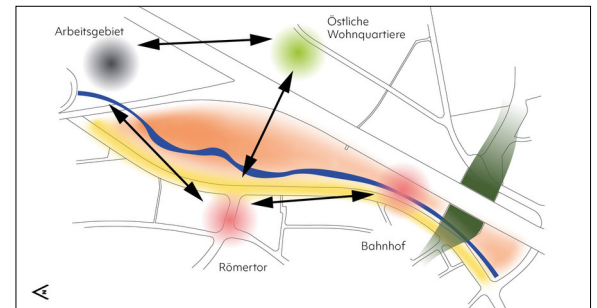 Arbeitsgebiet
Östliche
Wohnquartiere
Bahnhof
Römertor